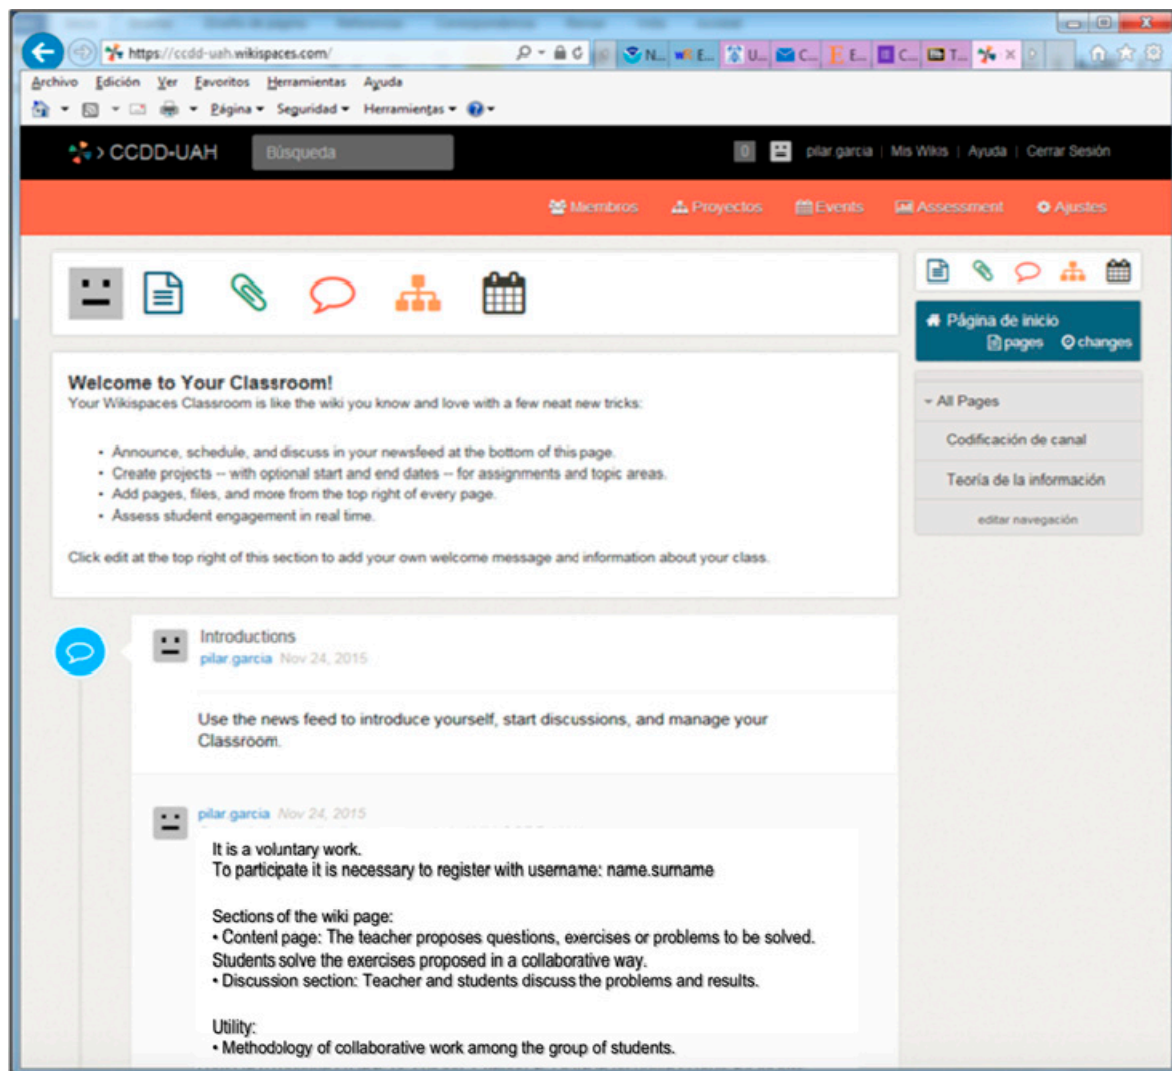 https://ccdd-uah.wikispaces.com/
N... E... U... C... E... C... T...
Archivo Edición Ver Favoritos Herramientas Ayuda
Página Seguridad Herramientas
CCDD-UAH Búsqueda 0 pilar.garcia | Mis Wikis | Ayuda | Cerrar Sesión
Miembros Proyectos Events Assessment Ajustes
Página de inicio
pages changes
All Pages
Codificación de canal
Teoría de la información
editar navegación
Welcome to Your Classroom!
Your Wikispaces Classroom is like the wiki you know and love with a few neat new tricks:
• Announce, schedule, and discuss in your newsfeed at the bottom of this page.
• Create projects -- with optional start and end dates -- for assignments and topic areas.
• Add pages, files, and more from the top right of every page.
• Assess student engagement in real time.
Click edit at the top right of this section to add your own welcome message and information about your class.
Introductions
pilar.garcia Nov 24, 2015
Use the news feed to introduce yourself, start discussions, and manage your
Classroom.
pilar.garcia Nov 24, 2015
It is a voluntary work.
To participate it is necessary to register with username: name.surname
Sections of the wiki page:
• Content page: The teacher proposes questions, exercises or problems to be solved.
Students solve the exercises proposed in a collaborative way.
• Discussion section: Teacher and students discuss the problems and results.
Utility:
• Methodology of collaborative work among the group of students.